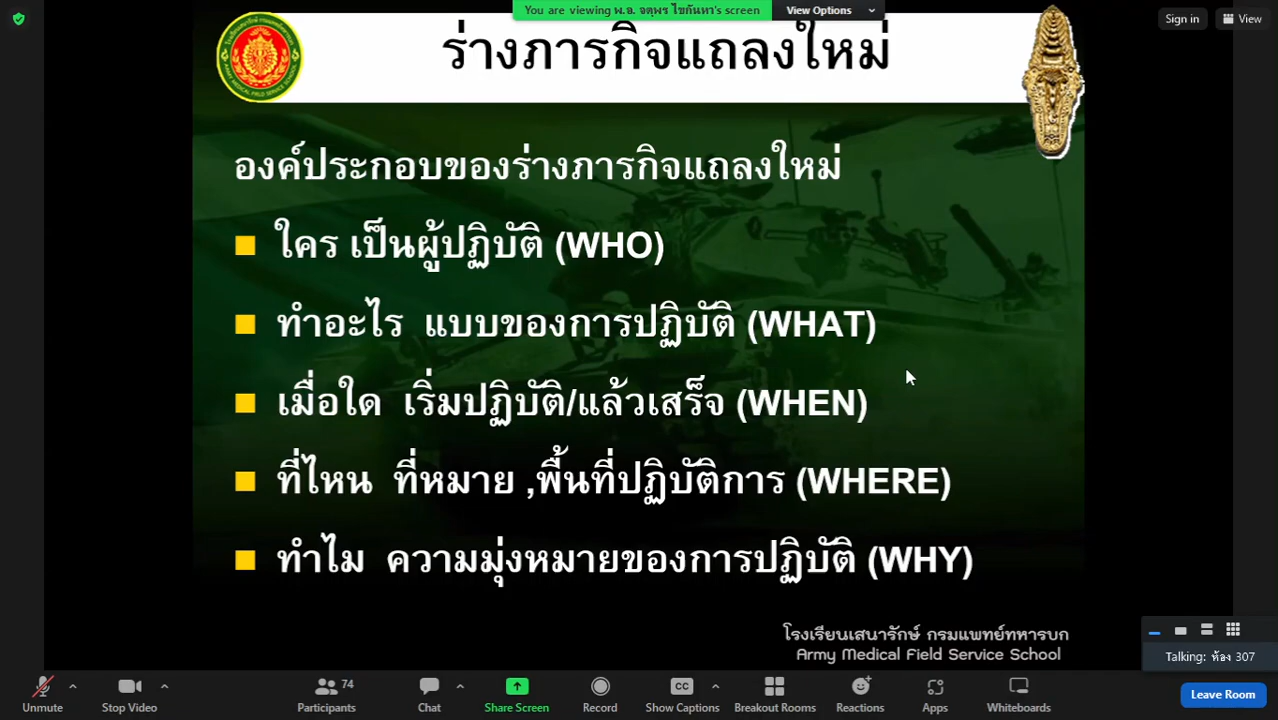 You are viewing พ.อ. จตุพร ไขกันหา's screen
View Options
Sign in
View
ร่างภารกิจแถลงใหม่
องค์ประกอบของร่างภารกิจแถลงใหม่
ใคร เป็นผู้ปฏิบัติ (WHO)
ทำอะไร แบบของการปฏิบัติ (WHAT)
เมื่อใด เริ่มปฏิบัติ/แล้วเสร็จ (WHEN)
ที่ไหน ที่หมาย ,พื้นที่ปฏิบัติการ (WHERE)
ทำไม ความมุ่งหมายของการปฏิบัติ (WHY)
โรงเรียนเสนารักษ์ กรมแพทย์ทหารบก
Army Medical Field Service School
Talking: ห้อง 307
74
CC
Unmute
Stop Video
Participants
Chat
Share Screen
Record
Show Captions
Breakout Rooms
Reactions
Apps
Whiteboards
Leave Room